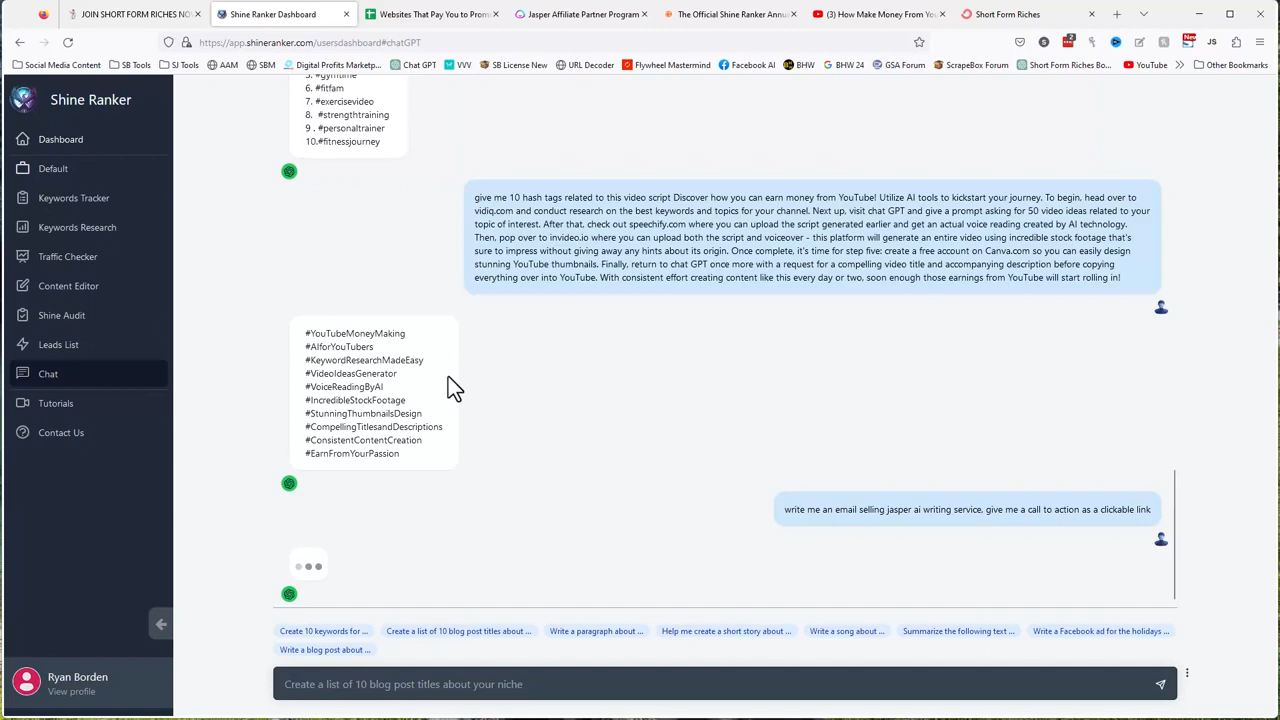 JOIN SHORT FORM RICHES NO
Shine Ranker Dashboard
Websites That Pay You to Prom
Jasper Affiliate Partner Program
The Official Shine Ranker Annu
(3) How Make Money From You
Short Form Riches
https://app.shineranker.com/usersdashboard#chatGPT
New
JS
Social Media Content
SB Tools
SJ Tools
AAM
SBM
Digital Profits Marketp...
Chat GPT
VVV
SB License New
URL Decoder
Flywheel Mastermind
Facebook AI
BHW
BHW 24
GSA Forum
ScrapeBox Forum
Short Form Riches Bo...
YouTube
Other Bookmarks
Shine Ranker
Dashboard
Default
Keywords Tracker
Keywords Research
Traffic Checker
Content Editor
Shine Audit
Leads List
Chat
Tutorials
Contact Us
Ryan Borden
View profile
5. #gymtime
6. #fitfam
7. #exercisevideo
8. #strengthtraining
9 . #personaltrainer
10.#fitnessjourney
give me 10 hash tags related to this video script Discover how you can earn money from YouTube! Utilize AI tools to kickstart your journey. To begin, head over to
vidiq.com and conduct research on the best keywords and topics for your channel. Next up, visit chat GPT and give a prompt asking for 50 video ideas related to your
topic of interest. After that, check out speechify.com where you can upload the script generated earlier and get an actual voice reading created by AI technology.
Then, pop over to invideo.io where you can upload both the script and voiceover - this platform will generate an entire video using incredible stock footage that's
sure to impress without giving away any hints about its origin. Once complete, it's time for step five: create a free account on Canva.com so you can easily design
stunning YouTube thumbnails. Finally, return to chat GPT once more with a request for a compelling video title and accompanying description before copying
everything over into YouTube. With consistent effort creating content like this every day or two, soon enough those earnings from YouTube will start rolling in!
#YouTubeMoneyMaking
#AIforYouTubers
#KeywordResearchMadeEasy
#VideoIdeasGenerator
#VoiceReadingByAI
#IncredibleStockFootage
#StunningThumbnailsDesign
#CompellingTitlesandDescriptions
#ConsistentContentCreation
#EarnFromYourPassion
write me an email selling jasper ai writing service, give me a call to action as a clickable link
Create 10 keywords for ...
Create a list of 10 blog post titles about ...
Write a paragraph about ...
Help me create a short story about ...
Write a song about ...
Summarize the following text ...
Write a Facebook ad for the holidays ...
Write a blog post about ...
Create a list of 10 blog post titles about your niche